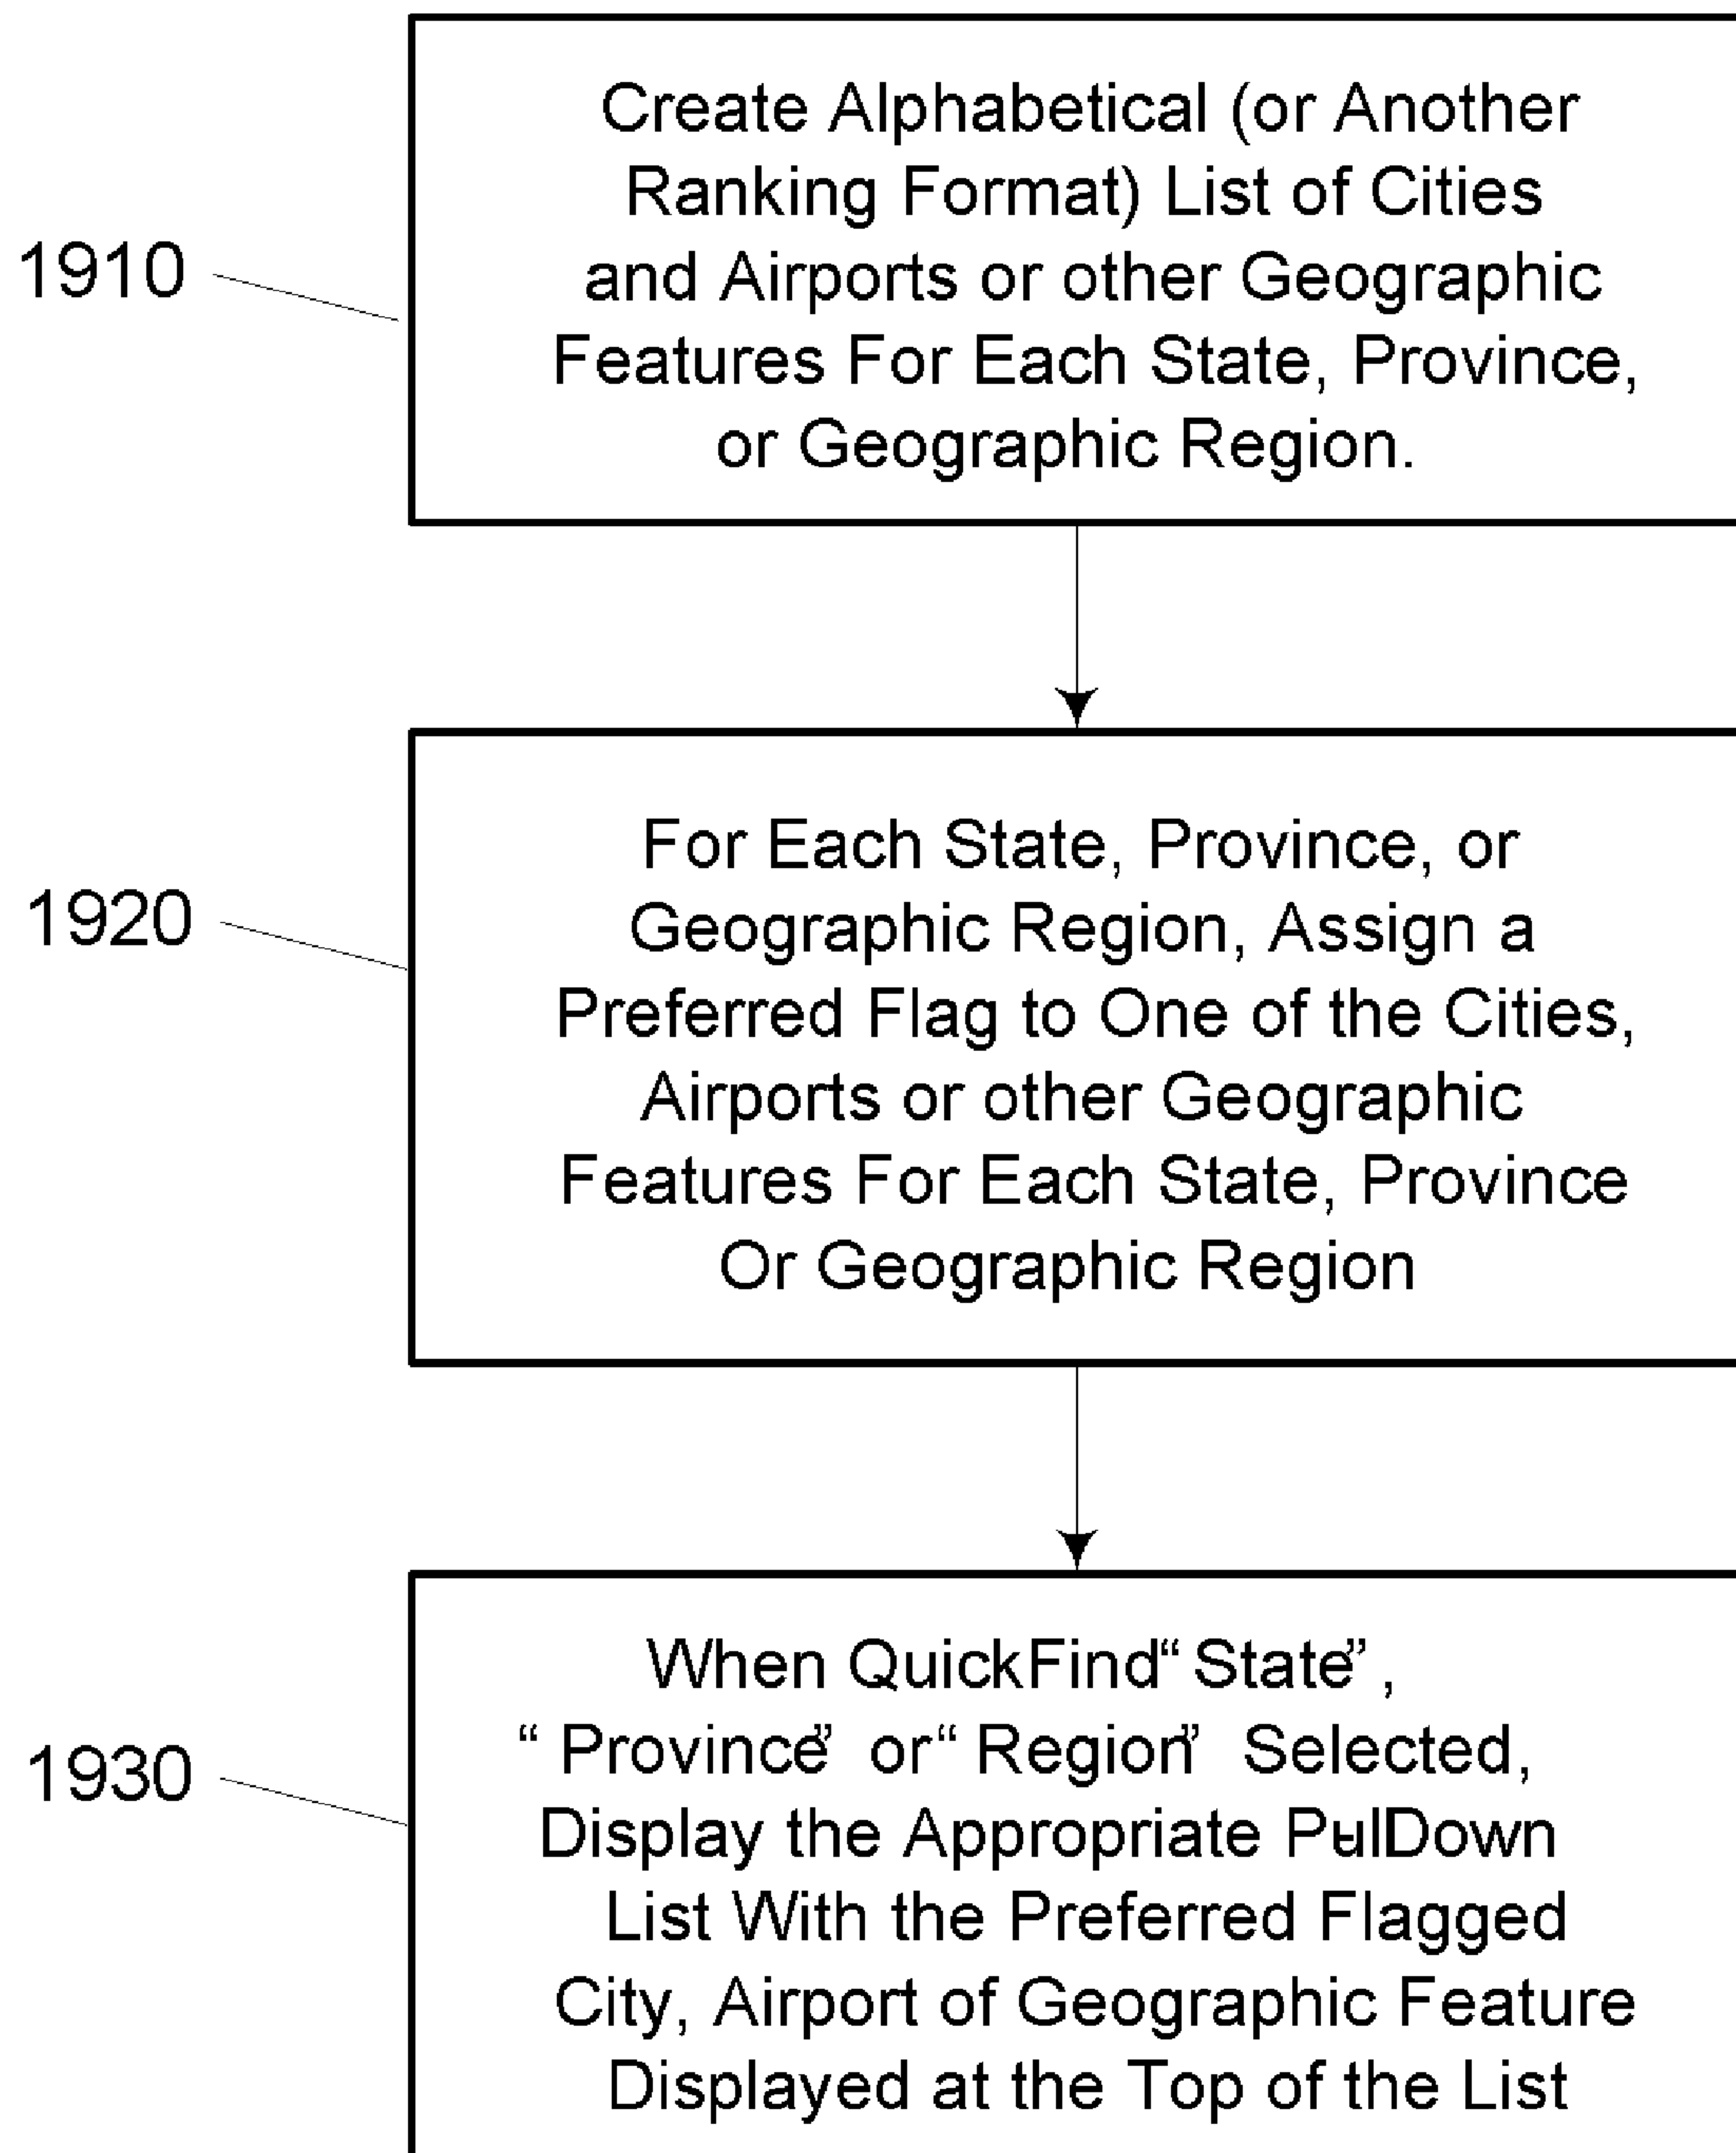 1910
Create Alphabetical (or Another
Ranking Format) List of Cities
and Airports or other Geographic
Features For Each State, Province,
or Geographic Region.
1920
For Each State, Province, or
Geographic Region, Assign a
Preferred Flag to One of the Cities,
Airports or other Geographic
Features For Each State, Province
Or Geographic Region
1930
When QuickFind “State”,
“Province” or “Region” Selected,
Display the Appropriate Pull-Down
List With the Preferred Flagged
City, Airport of Geographic Feature
Displayed at the Top of the List